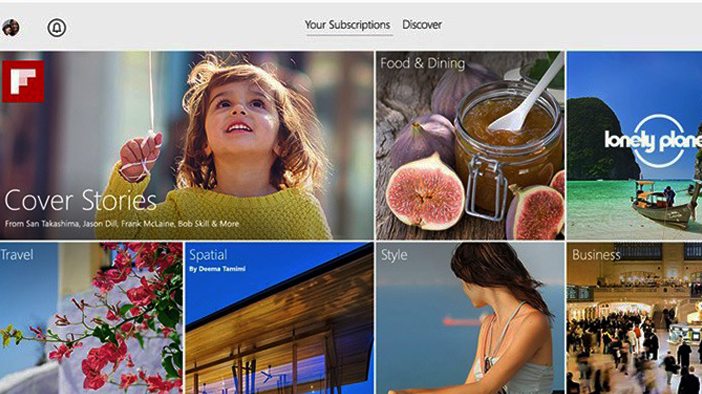 Your Subscriptions Discover
Food & Dining
lonely plane
Cover Stories
From San Takashima, Jason Dill, Frank McLaine, Bob Skill & More
Travel
Spatial
By Deema Tamimi
Style
Business